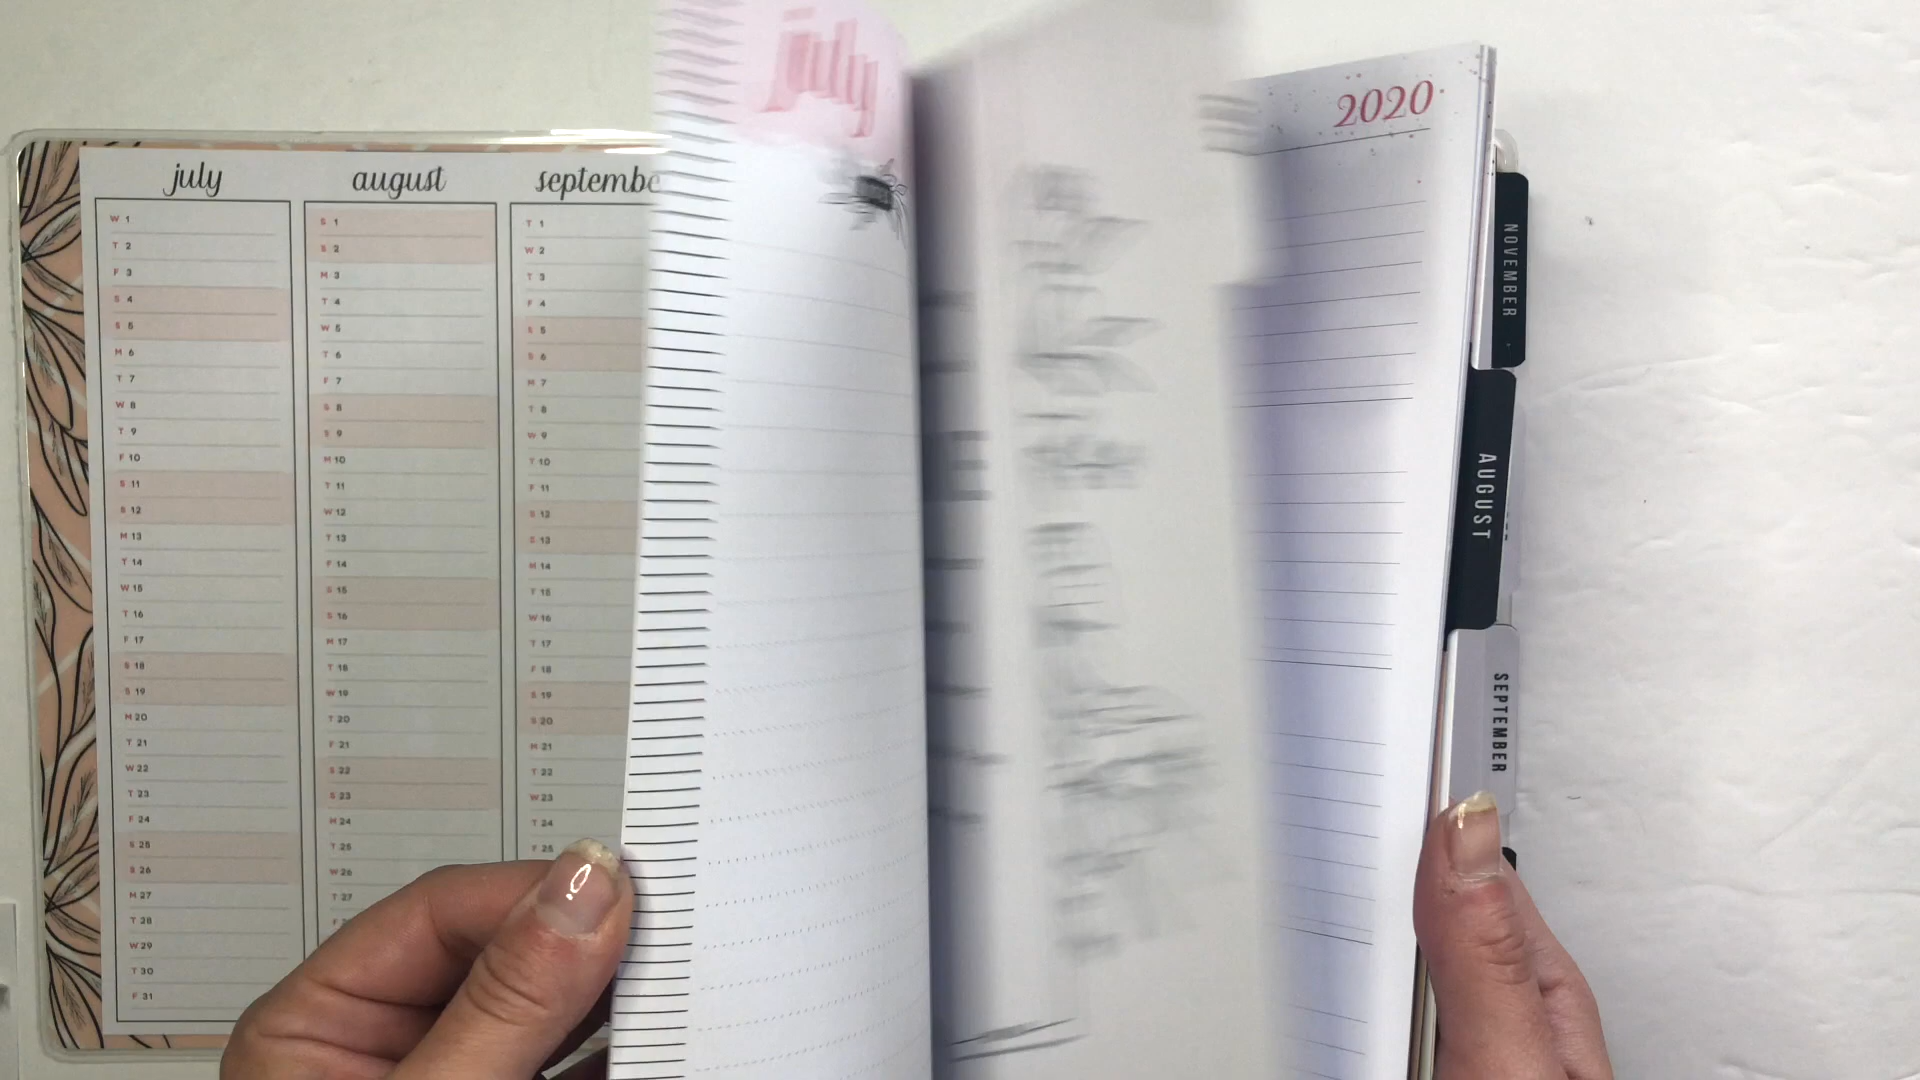 july
august
septembe
july
2020
W 1
T 2
F 3
S 4
S 5
M 6
T 7
W 8
T 9
F 10
S 11
S 12
M 13
T 14
W 15
T 16
F 17
S 18
S 19
M 20
T 21
W 22
T 23
F 24
S 25
S 26
M 27
T 28
W 29
T 30
F 31
S 1
S 2
M 3
T 4
W 5
T 6
F 7
S 8
S 9
M 10
T 11
W 12
T 13
F 14
S 15
S 16
M 17
T 18
W 19
T 20
F 21
S 22
S 23
M 24
T 25
W 26
T 27
T 1
W 2
T 3
F 4
S 5
S 6
M 7
T 8
W 9
T 10
F 11
S 12
S 13
M 14
T 15
W 16
T 17
F 18
S 19
S 20
M 21
T 22
W 23
T 24
F 25
NOVEMBER
AUGUST
SEPTEMBER